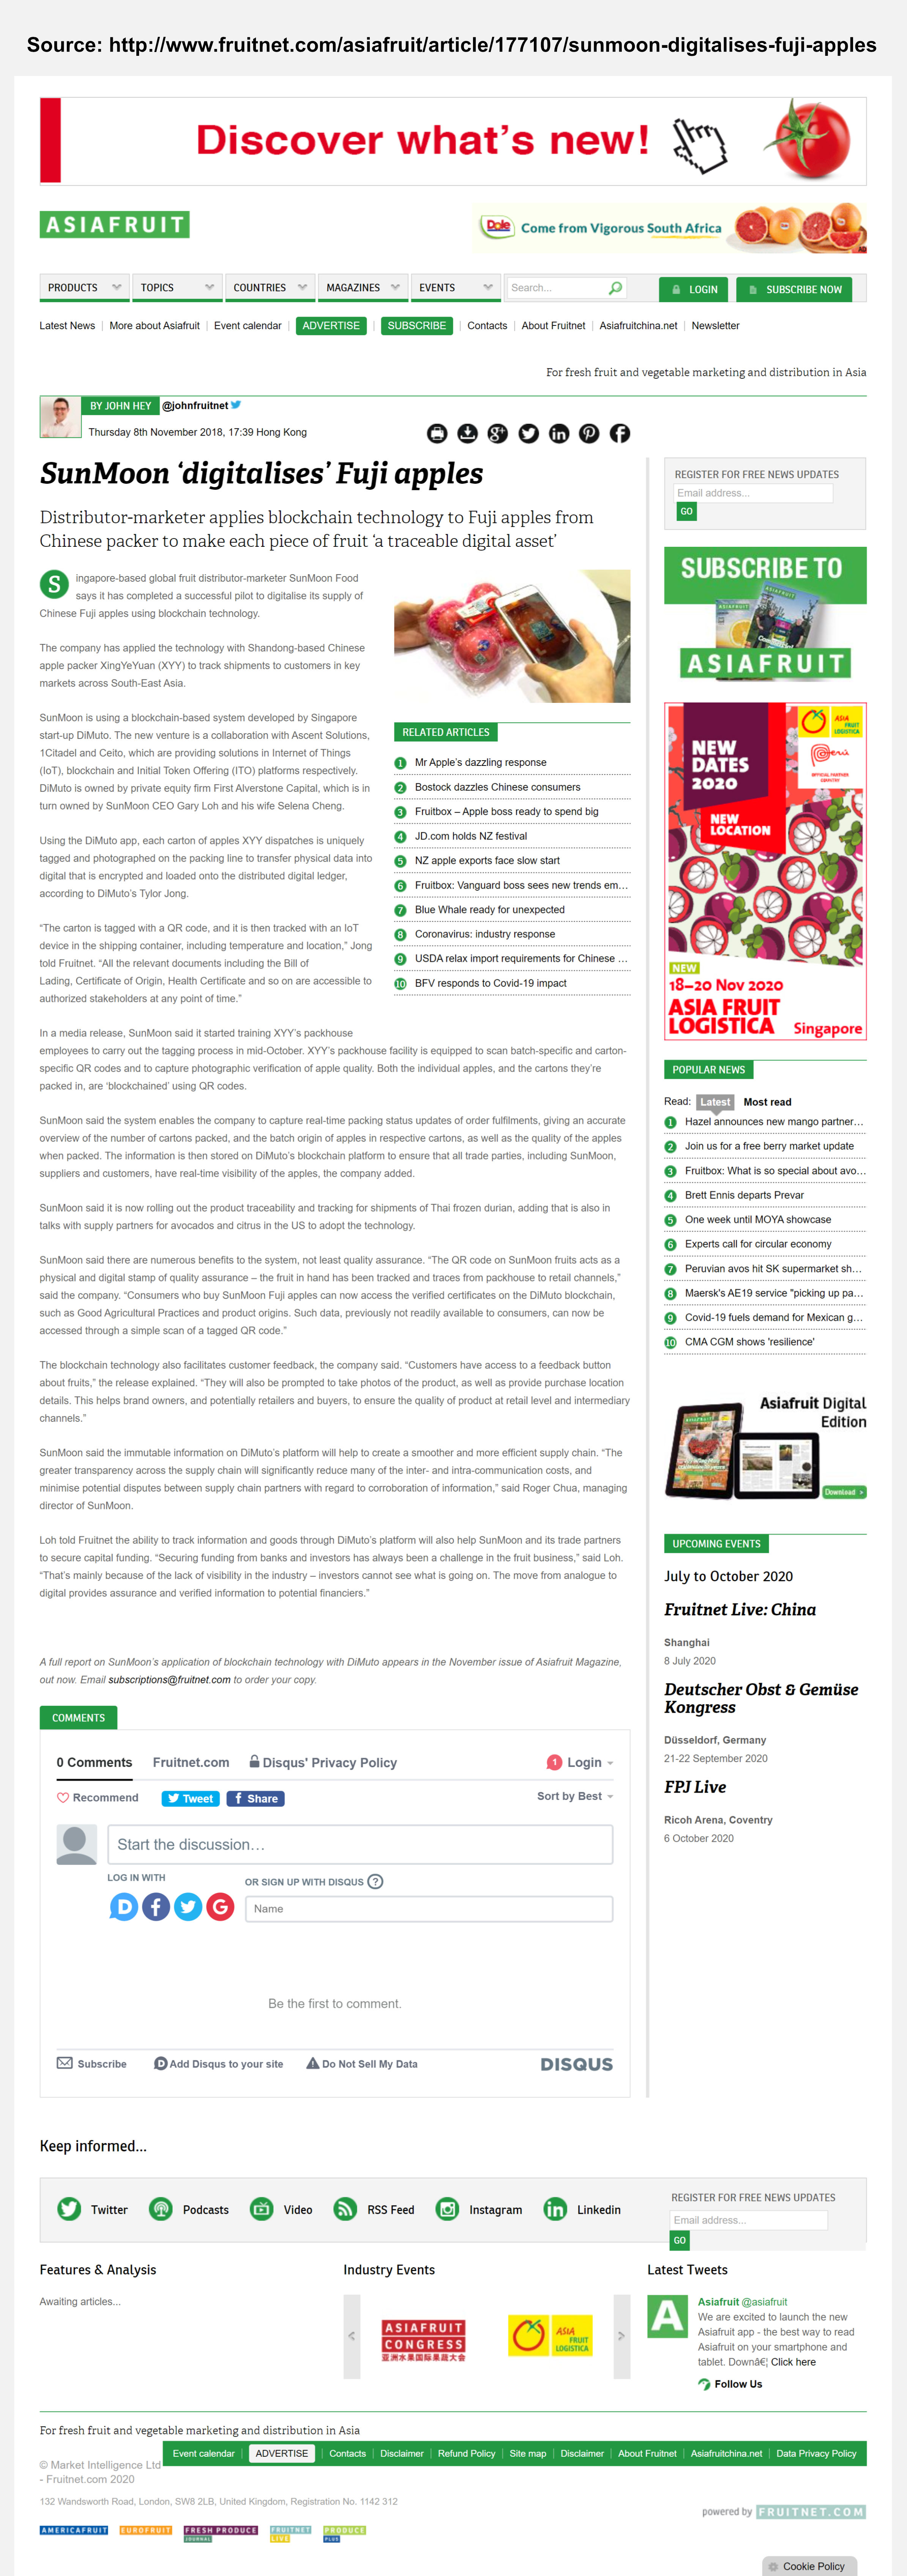 Source: http://www.fruitnet.com/asiafruit/article/177107/sunmoon-digitalises-fuji-apples
Discover what's new!
ASIAFRUIT
Dole Come from Vigorous South Africa
AD
PRODUCTS TOPICS COUNTRIES MAGAZINES EVENTS Search... LOGIN SUBSCRIBE NOW
Latest News | More about Asiafruit | Event calendar | ADVERTISE | SUBSCRIBE | Contacts | About Fruitnet | Asiafruitchina.net | Newsletter
For fresh fruit and vegetable marketing and distribution in Asia
BY JOHN HEY @johnfruitnet
Thursday 8th November 2018, 17:39 Hong Kong
SunMoon ‘digitalises’ Fuji apples
Distributor-marketer applies blockchain technology to Fuji apples from
Chinese packer to make each piece of fruit ‘a traceable digital asset’
Singapore-based global fruit distributor-marketer SunMoon Food
says it has completed a successful pilot to digitalise its supply of
Chinese Fuji apples using blockchain technology.
The company has applied the technology with Shandong-based Chinese
apple packer XingYeYuan (XYY) to track shipments to customers in key
markets across South-East Asia.
SunMoon is using a blockchain-based system developed by Singapore
start-up DiMuto. The new venture is a collaboration with Ascent Solutions,
1Citadel and Ceito, which are providing solutions in Internet of Things
(IoT), blockchain and Initial Token Offering (ITO) platforms respectively.
DiMuto is owned by private equity firm First Alverstone Capital, which is in
turn owned by SunMoon CEO Gary Loh and his wife Selena Cheng.
Using the DiMuto app, each carton of apples XYY dispatches is uniquely
tagged and photographed on the packing line to transfer physical data into
digital that is encrypted and loaded onto the distributed digital ledger,
according to DiMuto's Tylor Jong.
“The carton is tagged with a QR code, and it is then tracked with an IoT
device in the shipping container, including temperature and location,” Jong
told Fruitnet. “All the relevant documents including the Bill of
Lading, Certificate of Origin, Health Certificate and so on are accessible to
authorized stakeholders at any point of time.”
In a media release, SunMoon said it started training XYY's packhouse
employees to carry out the tagging process in mid-October. XYY's packhouse facility is equipped to scan batch-specific and carton-
specific QR codes and to capture photographic verification of apple quality. Both the individual apples, and the cartons they're
packed in, are ‘blockchained’ using QR codes.
SunMoon said the system enables the company to capture real-time packing status updates of order fulfilments, giving an accurate
overview of the number of cartons packed, and the batch origin of apples in respective cartons, as well as the quality of the apples
when packed. The information is then stored on DiMuto's blockchain platform to ensure that all trade parties, including SunMoon,
suppliers and customers, have real-time visibility of the apples, the company added.
SunMoon said it is now rolling out the product traceability and tracking for shipments of Thai frozen durian, adding that is also in
talks with supply partners for avocados and citrus in the US to adopt the technology.
SunMoon said there are numerous benefits to the system, not least quality assurance. “The QR code on SunMoon fruits acts as a
physical and digital stamp of quality assurance – the fruit in hand has been tracked and traces from packhouse to retail channels,”
said the company. “Consumers who buy SunMoon Fuji apples can now access the verified certificates on the DiMuto blockchain,
such as Good Agricultural Practices and product origins. Such data, previously not readily available to consumers, can now be
accessed through a simple scan of a tagged QR code.”
The blockchain technology also facilitates customer feedback, the company said. “Customers have access to a feedback button
about fruits,” the release explained. “They will also be prompted to take photos of the product, as well as provide purchase location
details. This helps brand owners, and potentially retailers and buyers, to ensure the quality of product at retail level and intermediary
channels.”
SunMoon said the immutable information on DiMuto's platform will help to create a smoother and more efficient supply chain. “The
greater transparency across the supply chain will significantly reduce many of the inter- and intra-communication costs, and
minimise potential disputes between supply chain partners with regard to corroboration of information,” said Roger Chua, managing
director of SunMoon.
Loh told Fruitnet the ability to track information and goods through DiMuto's platform will also help SunMoon and its trade partners
to secure capital funding. “Securing funding from banks and investors has always been a challenge in the fruit business,” said Loh.
“That's mainly because of the lack of visibility in the industry – investors cannot see what is going on. The move from analogue to
digital provides assurance and verified information to potential financiers.”
A full report on SunMoon's application of blockchain technology with DiMuto appears in the November issue of Asiafruit Magazine,
out now. Email subscriptions@fruitnet.com to order your copy.
RELATED ARTICLES
1 Mr Apple's dazzling response
2 Bostock dazzles Chinese consumers
3 Fruitbox – Apple boss ready to spend big
4 JD.com holds NZ festival
5 NZ apple exports face slow start
6 Fruitbox: Vanguard boss sees new trends em...
7 Blue Whale ready for unexpected
8 Coronavirus: industry response
9 USDA relax import requirements for Chinese ...
10 BFV responds to Covid-19 impact
REGISTER FOR FREE NEWS UPDATES
Email address...
GO
SUBSCRIBE TO
ASIAFRUIT
NEW
DATES
2020
NEW
LOCATION
ASIA
FRUIT
LOGISTICA
Perú
OFFICIAL PARTNER
COUNTRY
NEW
18–20 Nov 2020
ASIA FRUIT
LOGISTICA Singapore
POPULAR NEWS
Read: Latest Most read
1 Hazel announces new mango partner...
2 Join us for a free berry market update
3 Fruitbox: What is so special about avo...
4 Brett Ennis departs Prevar
5 One week until MOYA showcase
6 Experts call for circular economy
7 Peruvian avos hit SK supermarket sh...
8 Maersk's AE19 service "picking up pa...
9 Covid-19 fuels demand for Mexican g...
10 CMA CGM shows 'resilience'
Asiafruit Digital
Edition
Download >
UPCOMING EVENTS
July to October 2020
Fruitnet Live: China
Shanghai
8 July 2020
Deutscher Obst & Gemüse
Kongress
Düsseldorf, Germany
21-22 September 2020
FPJ Live
Ricoh Arena, Coventry
6 October 2020
COMMENTS
0 Comments Fruitnet.com Disqus' Privacy Policy 1 Login
Recommend Tweet Share Sort by Best
Start the discussion…
LOG IN WITH
OR SIGN UP WITH DISQUS ?
Name
Be the first to comment.
Subscribe Add Disqus to your site Do Not Sell My Data DISQUS
Keep informed...
Twitter Podcasts Video RSS Feed Instagram Linkedin
REGISTER FOR FREE NEWS UPDATES
Email address...
GO
Features & Analysis
Awaiting articles...
Industry Events
< ASIAFRUIT
CONGRESS
亚洲水果国际果蔬大会
ASIA
FRUIT
LOGISTICA >
Latest Tweets
Asiafruit @asiafruit
We are excited to launch the new
Asiafruit app - the best way to read
Asiafruit on your smartphone and
tablet. Downâ€¦ Click here
Follow Us
For fresh fruit and vegetable marketing and distribution in Asia
Event calendar | ADVERTISE | Contacts | Disclaimer | Refund Policy | Site map | Disclaimer | About Fruitnet | Asiafruitchina.net | Data Privacy Policy
© Market Intelligence Ltd
- Fruitnet.com 2020
132 Wandsworth Road, London, SW8 2LB, United Kingdom, Registration No. 1142 312
powered by FRUITNET.COM
AMERICAFRUIT EUROFRUIT FRESH PRODUCE JOURNAL FRUITNET LIVE PRODUCE PLUS
Cookie Policy